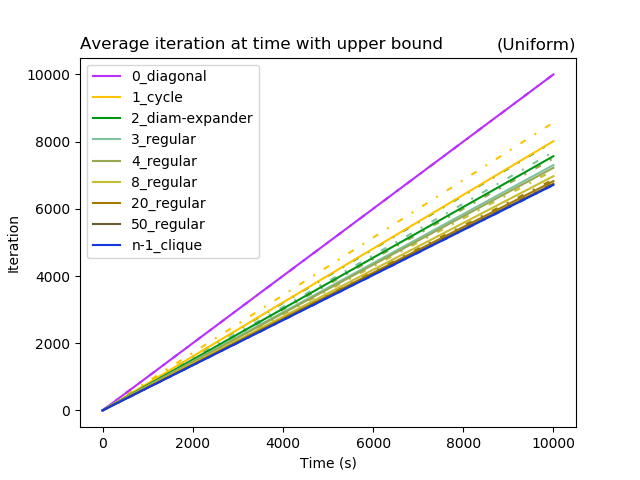 Average iteration at time with upper bound (Uniform)
10000
8000
6000
4000
2000
0
Iteration
0_diagonal
1_cycle
2_diam-expander
3_regular
4_regular
8_regular
20_regular
50_regular
n-1_clique
0 2000 4000 6000 8000 10000
Time (s)